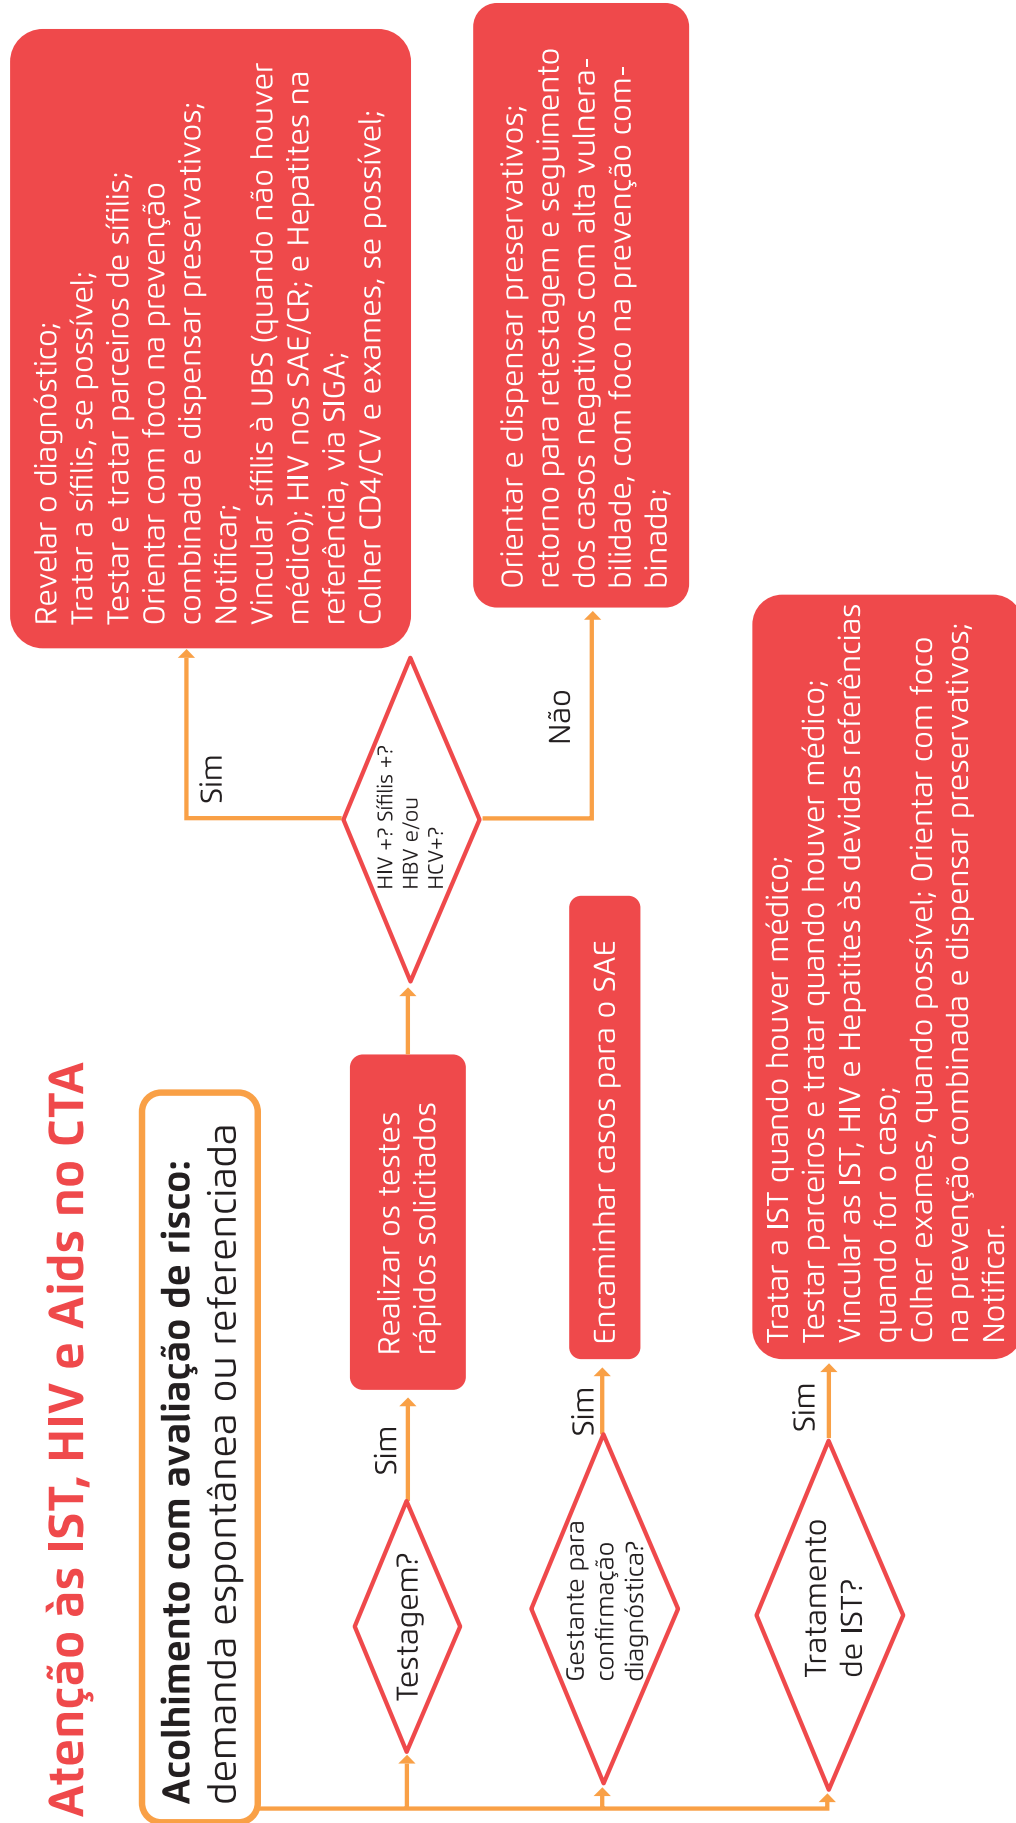 Atenção às IST, HIV e Aids no CTA
Acolhimento com avaliação de risco:
demanda espontânea ou referenciada
Testagem?
Sim
Realizar os testes
rápidos solicitados
HIV +? Sífilis +?
HBV e/ou
HCV+?
Sim
Revelar o diagnóstico;
Tratar a sífilis, se possível;
Testar e tratar parceiros de sífilis;
Orientar com foco na prevenção
combinada e dispensar preservativos;
Notificar;
Vincular sífilis à UBS (quando não houver
médico); HIV nos SAE/CR; e Hepatites na
referência, via SIGA;
Colher CD4/CV e exames, se possível;
Não
Orientar e dispensar preservativos;
retorno para retestagem e seguimento
dos casos negativos com alta vulnera-
bilidade, com foco na prevenção com-
binada;
Gestante para
confirmação
diagnóstica?
Sim
Encaminhar casos para o SAE
Tratamento
de IST?
Sim
Tratar a IST quando houver médico;
Testar parceiros e tratar quando houver médico;
Vincular as IST, HIV e Hepatites às devidas referências
quando for o caso;
Colher exames, quando possível; Orientar com foco
na prevenção combinada e dispensar preservativos;
Notificar.